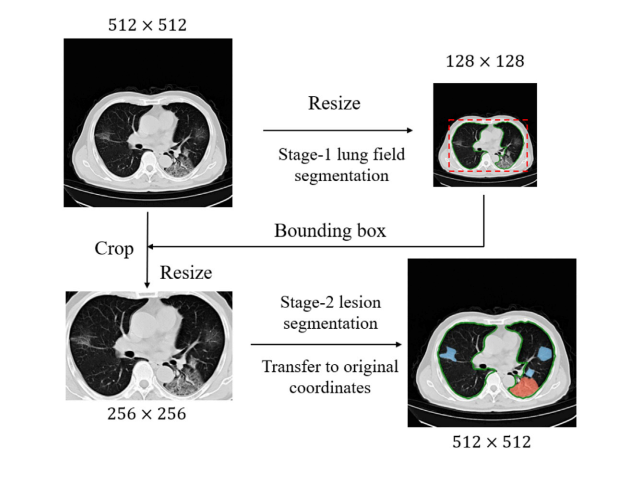 512 × 512
128 × 128
Resize
Stage-1 lung field
segmentation
Bounding box
Crop
Resize
Stage-2 lesion
segmentation
Transfer to original
coordinates
256 × 256
512 × 512